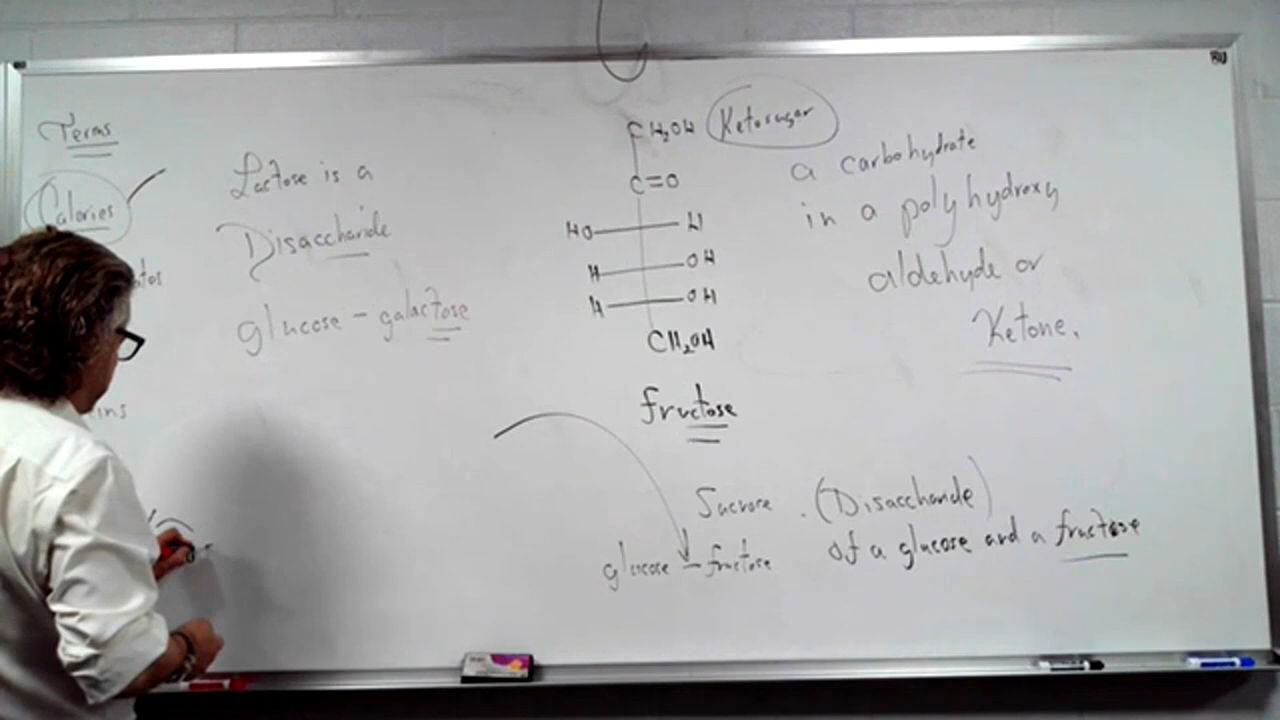 Terms
Calories
Lactose is a
Disaccharide
glucose - galactose
CH₂OH
Ketosugar
C=O
HO H
H OH
H OH
CH₂OH
fructose
a carbohydrate
in a polyhydroxy
aldehyde or
Ketone.
Sucrose . (Disaccharide)
glucose - fructose
of a glucose and a fructose
BU